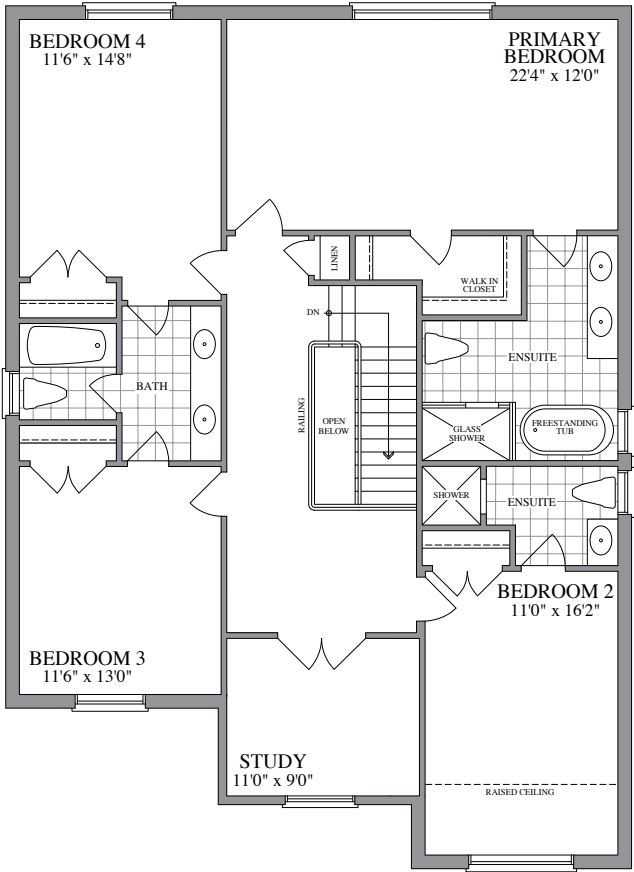 BEDROOM 4
11'6" x 14'8"
PRIMARY
BEDROOM
22'4" x 12'0"
LINEN
WALK IN
CLOSET
DN
ENSUITE
BATH
RAILING
OPEN
BELOW
GLASS
SHOWER
FREESTANDING
TUB
SHOWER
ENSUITE
BEDROOM 2
11'0" x 16'2"
BEDROOM 3
11'6" x 13'0"
STUDY
11'0" x 9'0"
RAISED CEILING